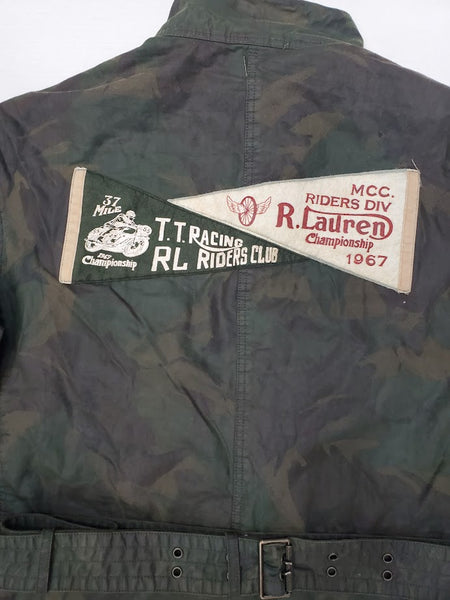 37
MILE
T.T. RACING
RL RIDERS CLUB
Championship
MCC.
RIDERS DIV
R. Lauren
Championship
1967